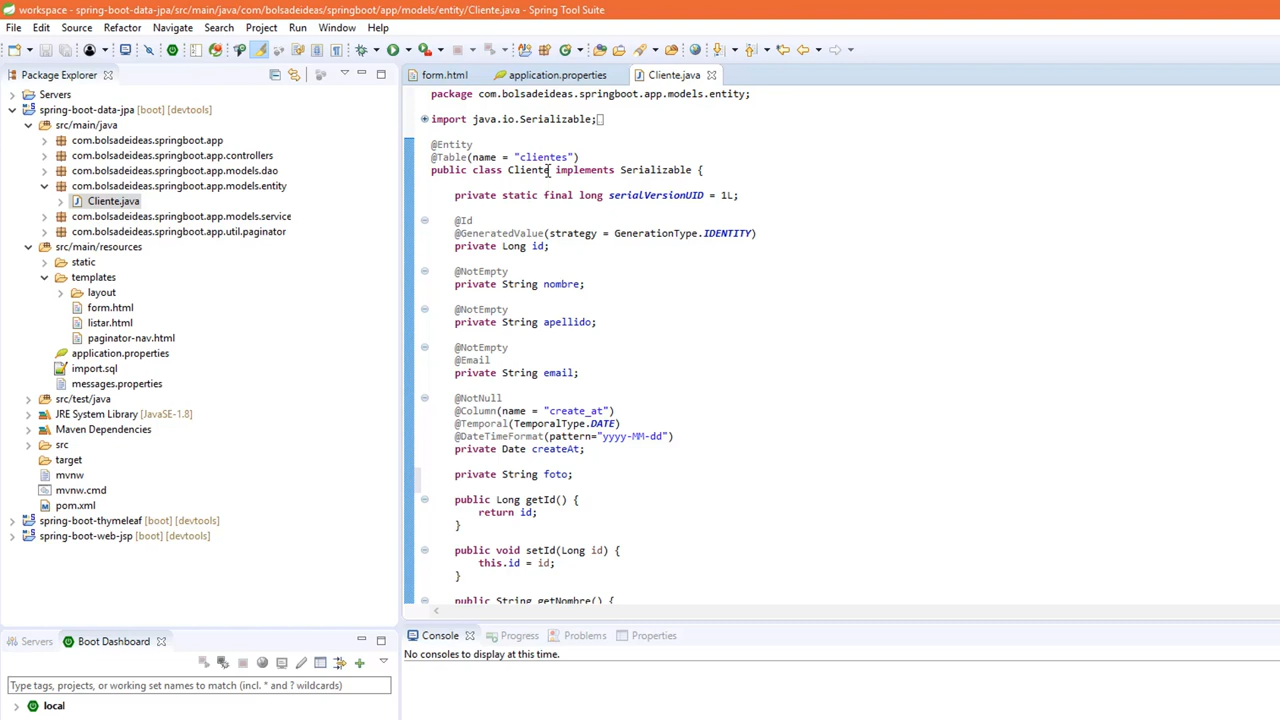 workspace - spring-boot-data-jpa/src/main/java/com/bolsadeideas/springboot/app/models/entity/Cliente.java - Spring Tool Suite
File Edit Source Refactor Navigate Search Project Run Window Help
Package Explorer
Servers
spring-boot-data-jpa [boot] [devtools]
src/main/java
com.bolsadeideas.springboot.app
com.bolsadeideas.springboot.app.controllers
com.bolsadeideas.springboot.app.models.dao
com.bolsadeideas.springboot.app.models.entity
Cliente.java
com.bolsadeideas.springboot.app.models.service
com.bolsadeideas.springboot.app.util.paginator
src/main/resources
static
templates
layout
form.html
listar.html
paginator-nav.html
application.properties
import.sql
messages.properties
src/test/java
JRE System Library [JavaSE-1.8]
Maven Dependencies
src
target
mvnw
mvnw.cmd
pom.xml
spring-boot-thymeleaf [boot] [devtools]
spring-boot-web-jsp [boot] [devtools]
form.html application.properties Cliente.java
package com.bolsadeideas.springboot.app.models.entity;
import java.io.Serializable;
@Entity
@Table(name = "clientes")
public class Cliente implements Serializable {
private static final long serialVersionUID = 1L;
@Id
@GeneratedValue(strategy = GenerationType.IDENTITY)
private Long id;
@NotEmpty
private String nombre;
@NotEmpty
private String apellido;
@NotEmpty
@Email
private String email;
@NotNull
@Column(name = "create_at")
@Temporal(TemporalType.DATE)
@DateTimeFormat(pattern="yyyy-MM-dd")
private Date createAt;
private String foto;
public Long getId() {
return id;
}
public void setId(Long id) {
this.id = id;
}
public String getNombre() {
Servers Boot Dashboard
Type tags, projects, or working set names to match (incl. * and ? wildcards)
local
Console Progress Problems Properties
No consoles to display at this time.